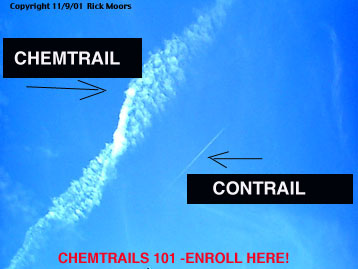 Copyright 11/9/01 Rick Moors
CHEMTRAIL
CONTRAIL
CHEMTRAILS 101 -ENROLL HERE!